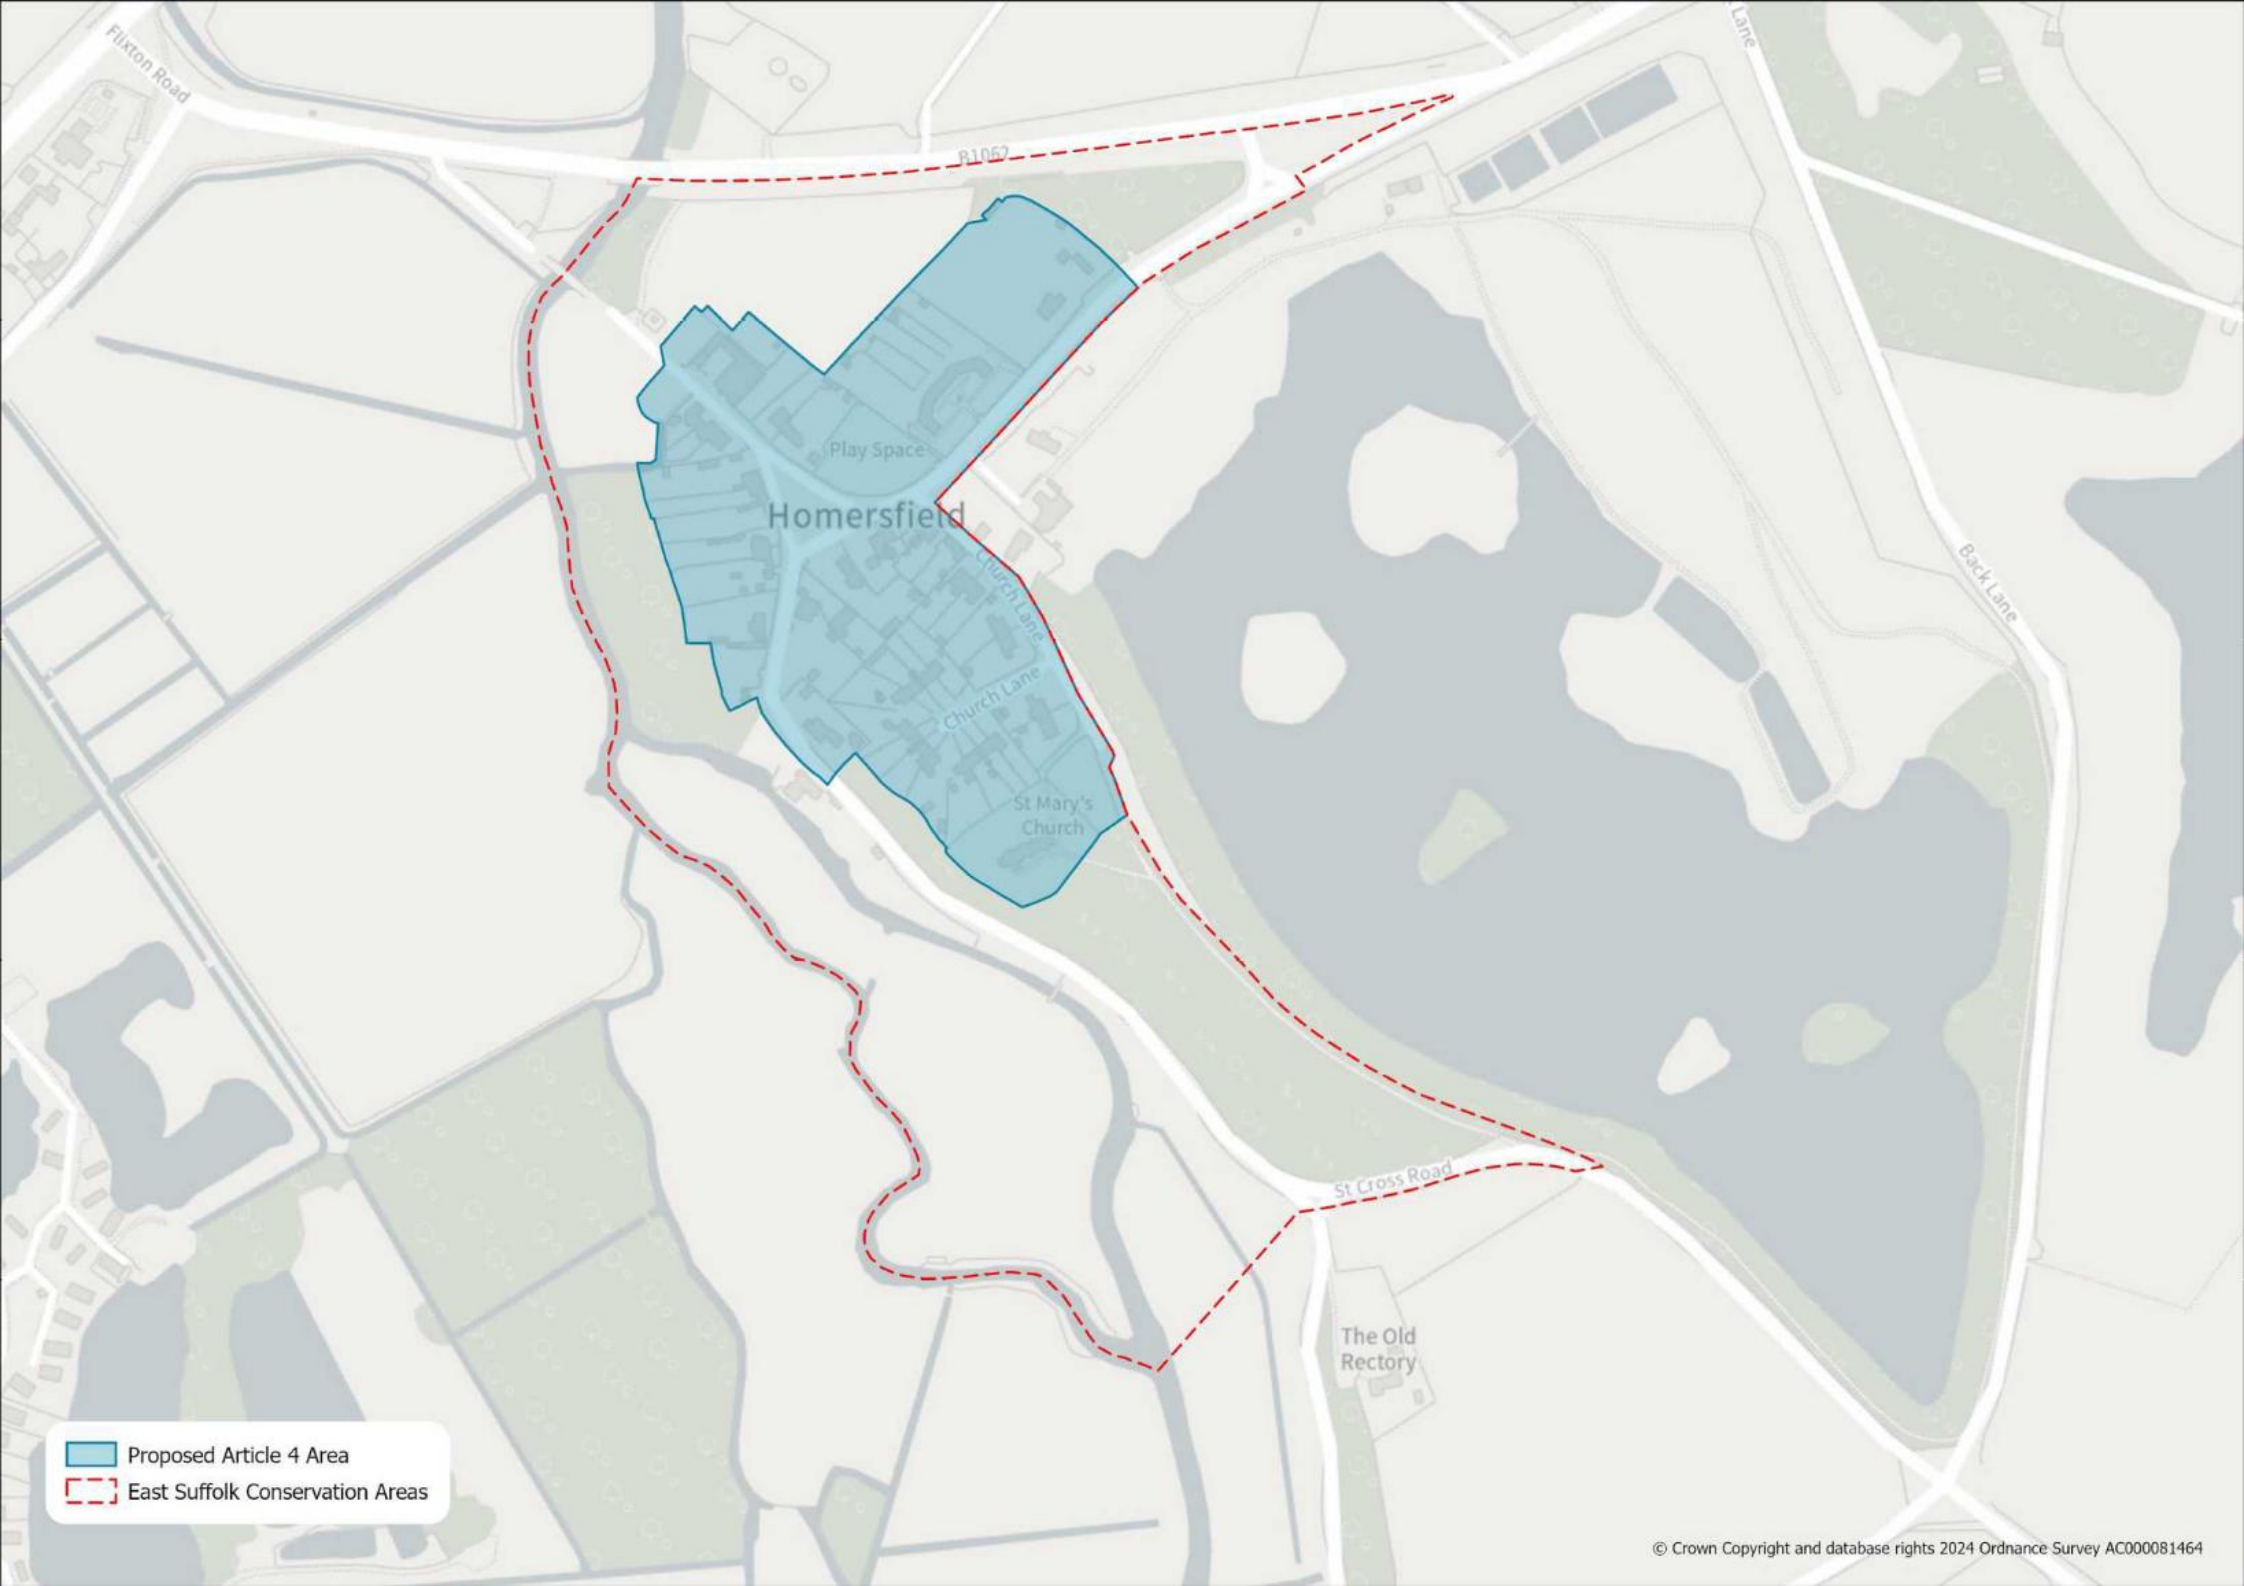 Flixton Road
Lane
B1062
Play Space
Homersfield
Church Lane
Back Lane
Church Lane
St Mary's
Church
St Cross Road
The Old
Rectory
Proposed Article 4 Area
East Suffolk Conservation Areas
© Crown Copyright and database rights 2024 Ordnance Survey AC000081464